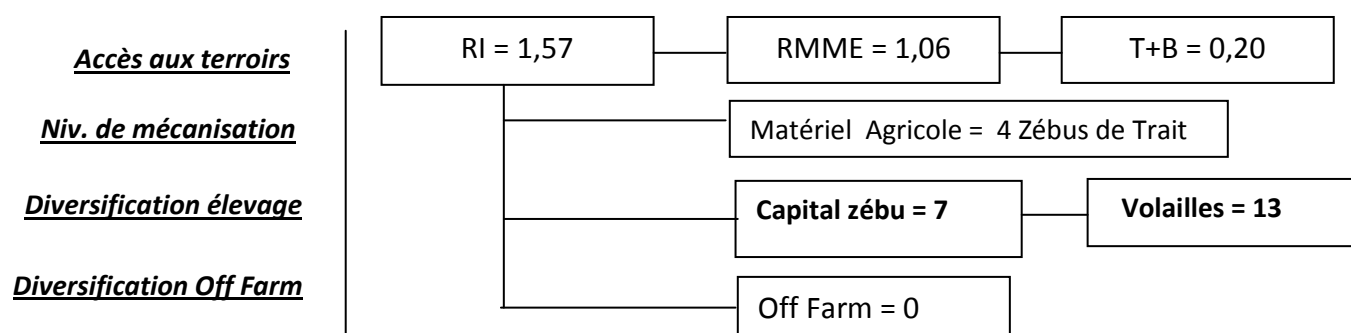 Accès aux terroirs
RI = 1,57
RMME = 1,06
T+B = 0,20
Niv. de mécanisation
Matériel Agricole = 4 Zébus de Trait
Diversification élevage
Capital zébu = 7
Volailles = 13
Diversification Off Farm
Off Farm = 0